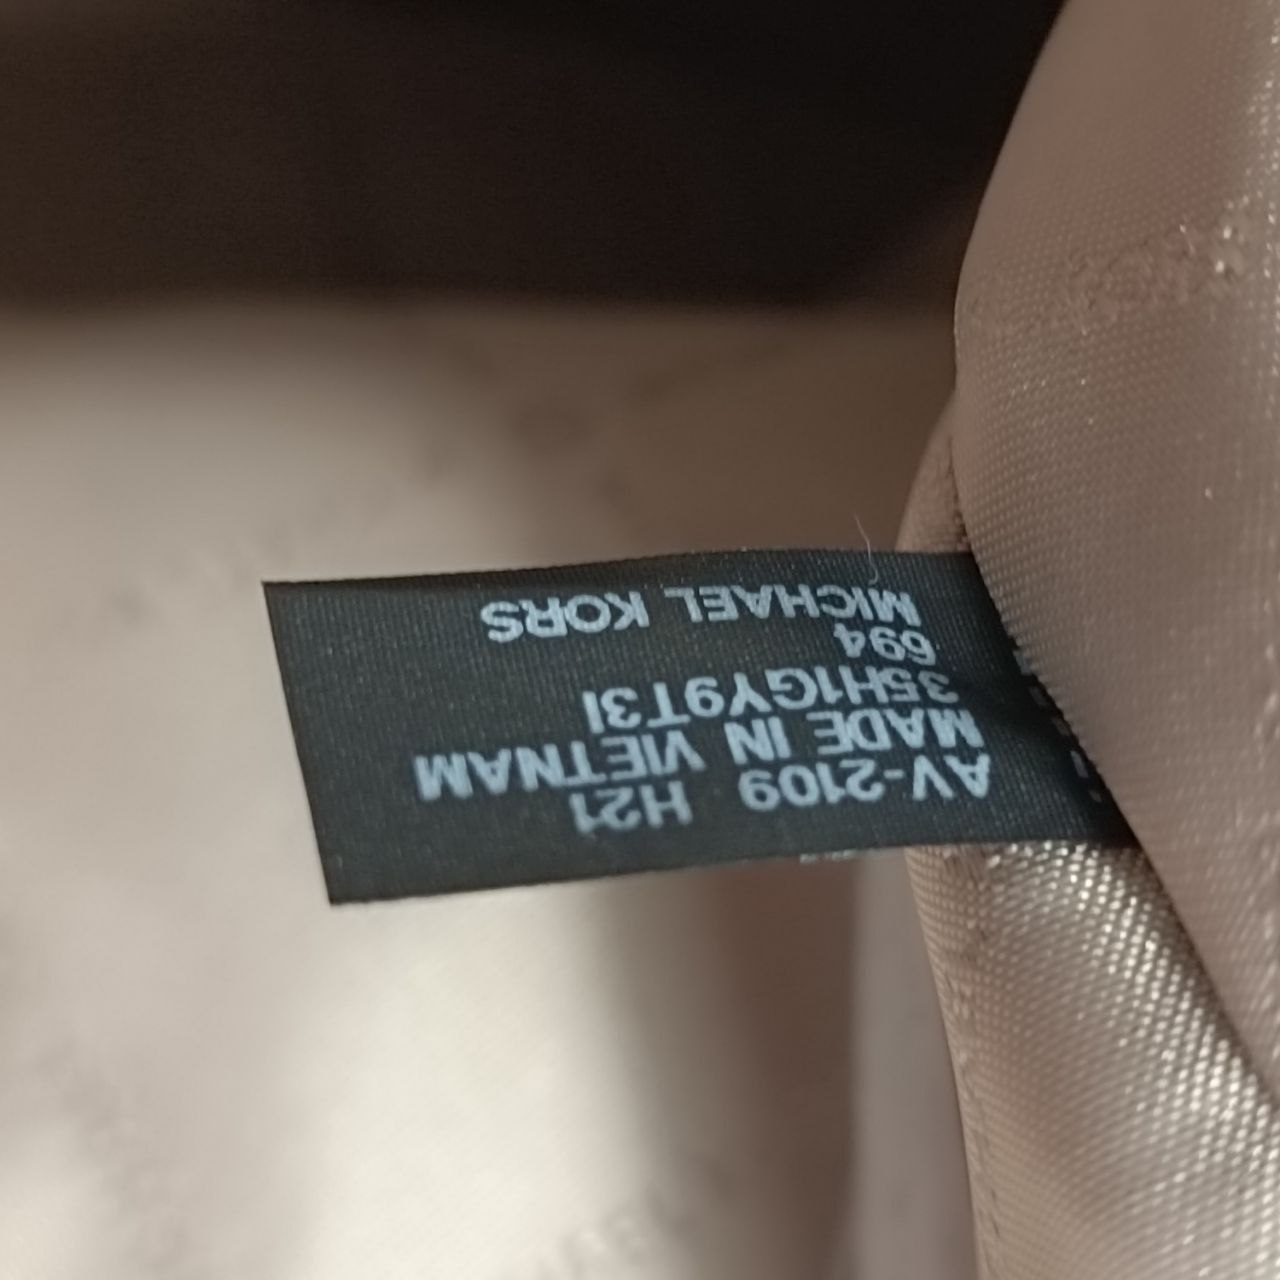 AV-2109 H21
MADE IN VIETNAM
35H1GY9T3I
694
MICHAEL KORS